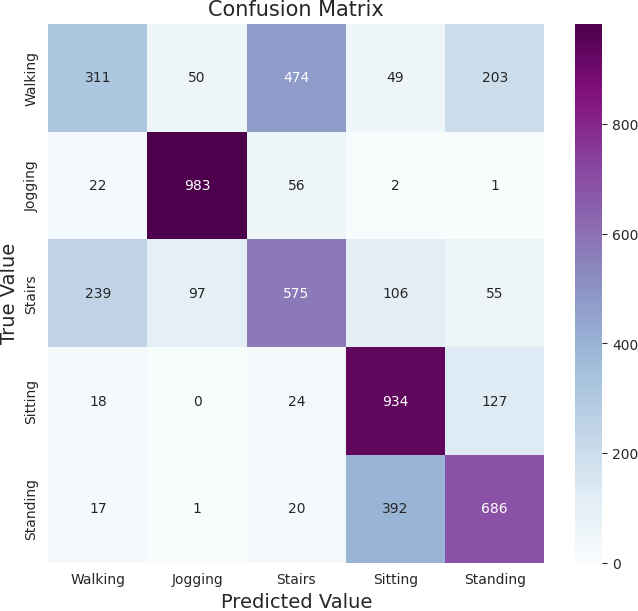 Confusion Matrix
True Value
Walking 311 50 474 49 203
Jogging 22 983 56 2 1
Stairs 239 97 575 106 55
Sitting 18 0 24 934 127
Standing 17 1 20 392 686
Walking Jogging Stairs Sitting Standing
Predicted Value
800
600
400
200
0